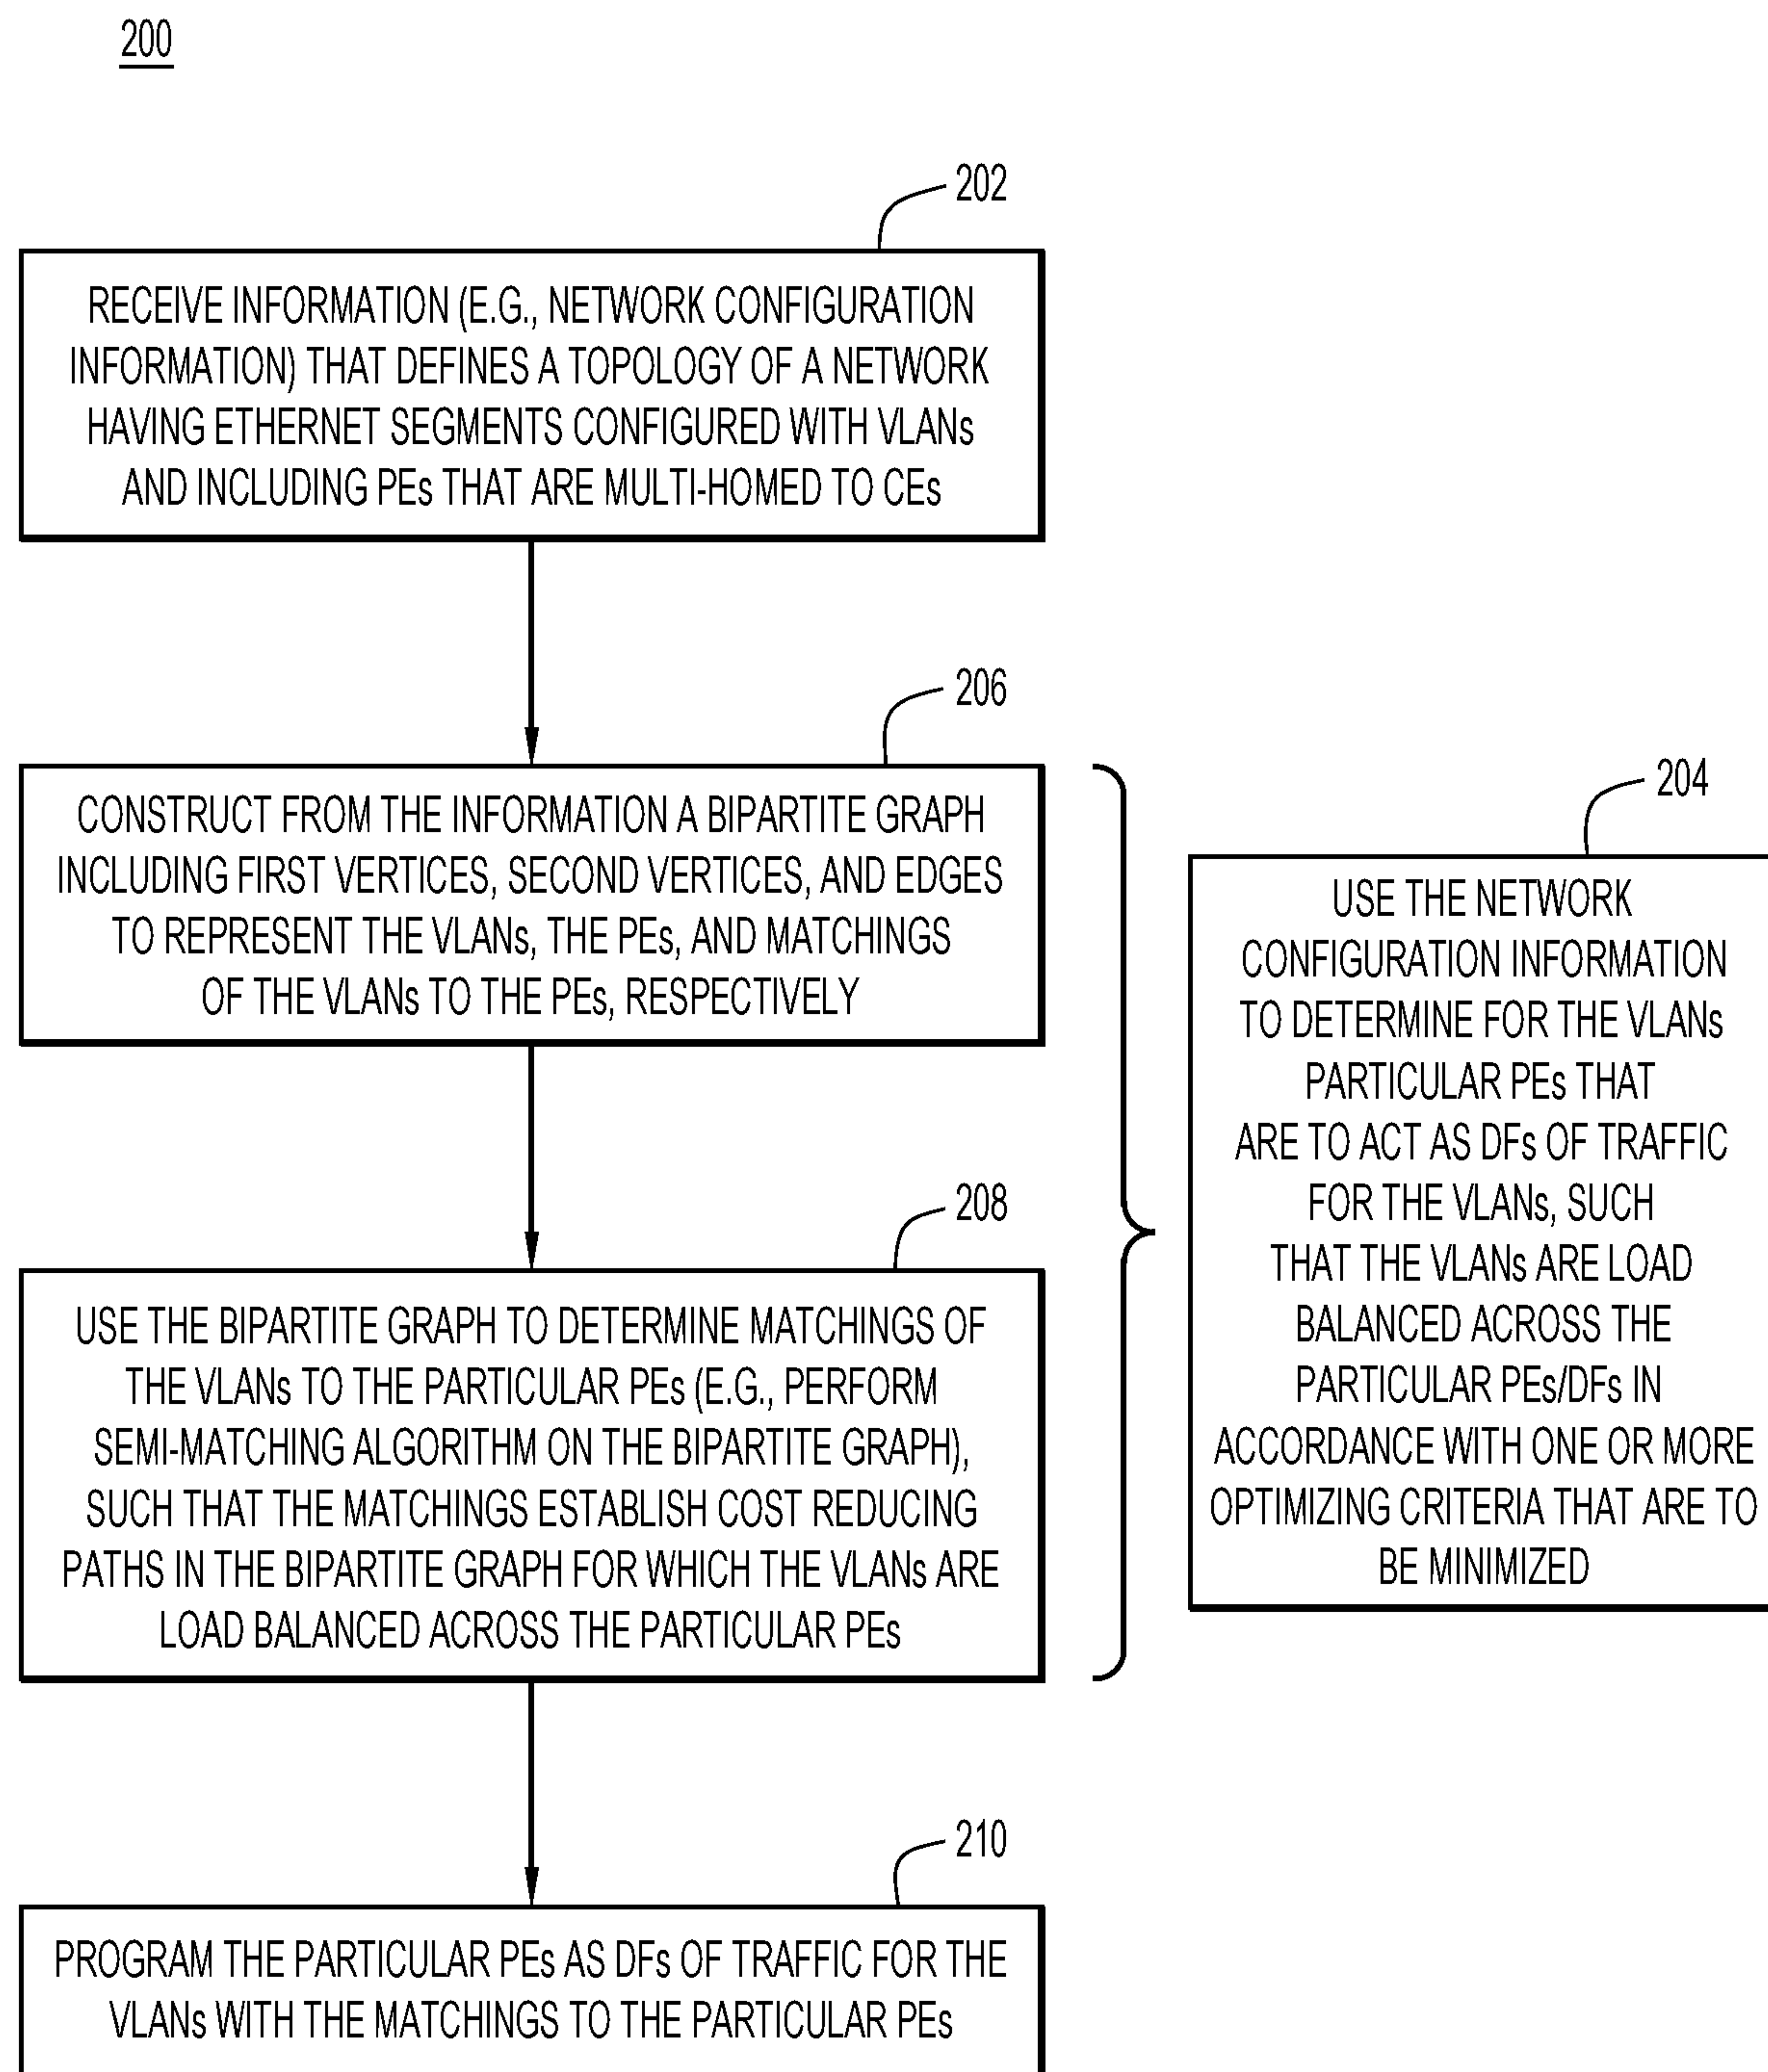 200
202
RECEIVE INFORMATION (E.G., NETWORK CONFIGURATION
INFORMATION) THAT DEFINES A TOPOLOGY OF A NETWORK
HAVING ETHERNET SEGMENTS CONFIGURED WITH VLANs
AND INCLUDING PEs THAT ARE MULTI-HOMED TO CEs
206
CONSTRUCT FROM THE INFORMATION A BIPARTITE GRAPH
INCLUDING FIRST VERTICES, SECOND VERTICES, AND EDGES
TO REPRESENT THE VLANs, THE PEs, AND MATCHINGS
OF THE VLANs TO THE PEs, RESPECTIVELY
204
USE THE NETWORK
CONFIGURATION INFORMATION
TO DETERMINE FOR THE VLANs
PARTICULAR PEs THAT
ARE TO ACT AS DFs OF TRAFFIC
FOR THE VLANs, SUCH
THAT THE VLANs ARE LOAD
BALANCED ACROSS THE
PARTICULAR PEs/DFs IN
ACCORDANCE WITH ONE OR MORE
OPTIMIZING CRITERIA THAT ARE TO
BE MINIMIZED
208
USE THE BIPARTITE GRAPH TO DETERMINE MATCHINGS OF
THE VLANs TO THE PARTICULAR PEs (E.G., PERFORM
SEMI-MATCHING ALGORITHM ON THE BIPARTITE GRAPH),
SUCH THAT THE MATCHINGS ESTABLISH COST REDUCING
PATHS IN THE BIPARTITE GRAPH FOR WHICH THE VLANs ARE
LOAD BALANCED ACROSS THE PARTICULAR PEs
210
PROGRAM THE PARTICULAR PEs AS DFs OF TRAFFIC FOR THE
VLANs WITH THE MATCHINGS TO THE PARTICULAR PEs